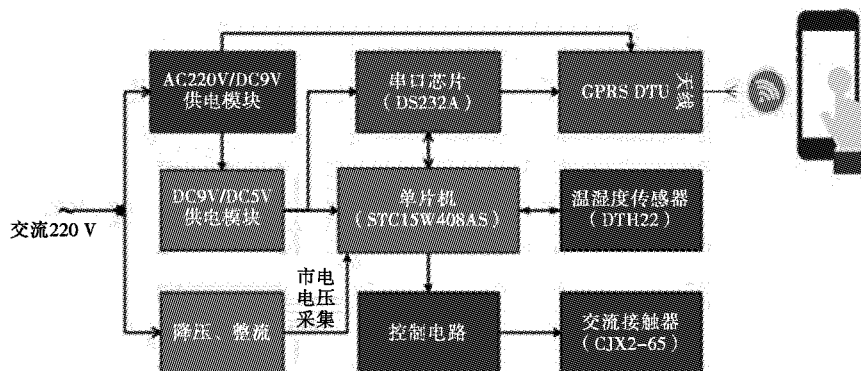 AC220V/DC9V
供电模块
串口芯片
(DS232A)
GPRS DTU
天线
DC9V/DC5V
供电模块
单片机
(STC15W408AS)
温湿度传感器
(DTH22)
交流220 V
市电
电压
采集
降压、整流
控制电路
交流接触器
(CJX2-65)